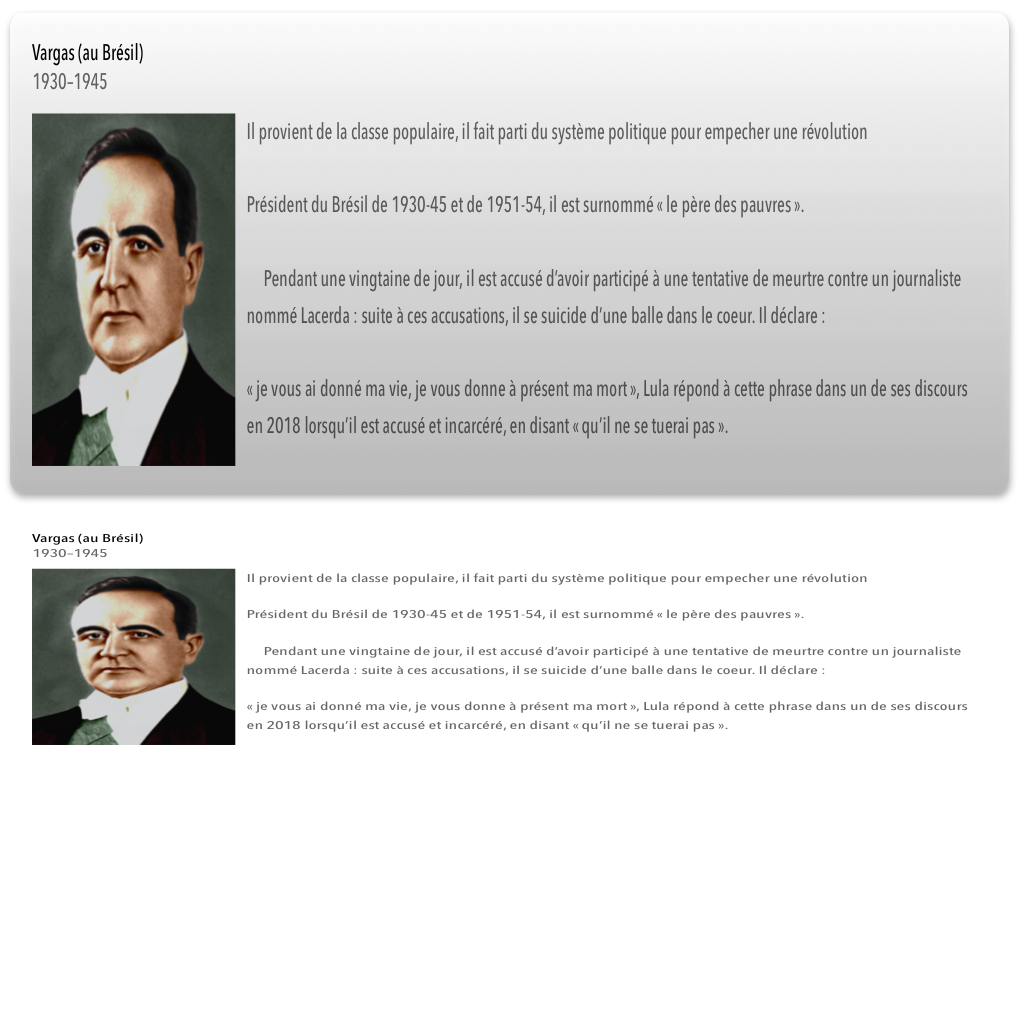 Vargas (au Brésil)
1930–1945
Il provient de la classe populaire, il fait parti du système politique pour empecher une révolution
Président du Brésil de 1930-45 et de 1951-54, il est surnommé « le père des pauvres ».
Pendant une vingtaine de jour, il est accusé d’avoir participé à une tentative de meurtre contre un journaliste
nommé Lacerda : suite à ces accusations, il se suicide d’une balle dans le coeur. Il déclare :
« je vous ai donné ma vie, je vous donne à présent ma mort », Lula répond à cette phrase dans un de ses discours
en 2018 lorsqu’il est accusé et incarcéré, en disant « qu’il ne se tuerai pas ».
Vargas (au Brésil)
1930–1945
Il provient de la classe populaire, il fait parti du système politique pour empecher une révolution
Président du Brésil de 1930-45 et de 1951-54, il est surnommé « le père des pauvres ».
Pendant une vingtaine de jour, il est accusé d’avoir participé à une tentative de meurtre contre un journaliste
nommé Lacerda : suite à ces accusations, il se suicide d’une balle dans le coeur. Il déclare :
« je vous ai donné ma vie, je vous donne à présent ma mort », Lula répond à cette phrase dans un de ses discours
en 2018 lorsqu’il est accusé et incarcéré, en disant « qu’il ne se tuerai pas ».